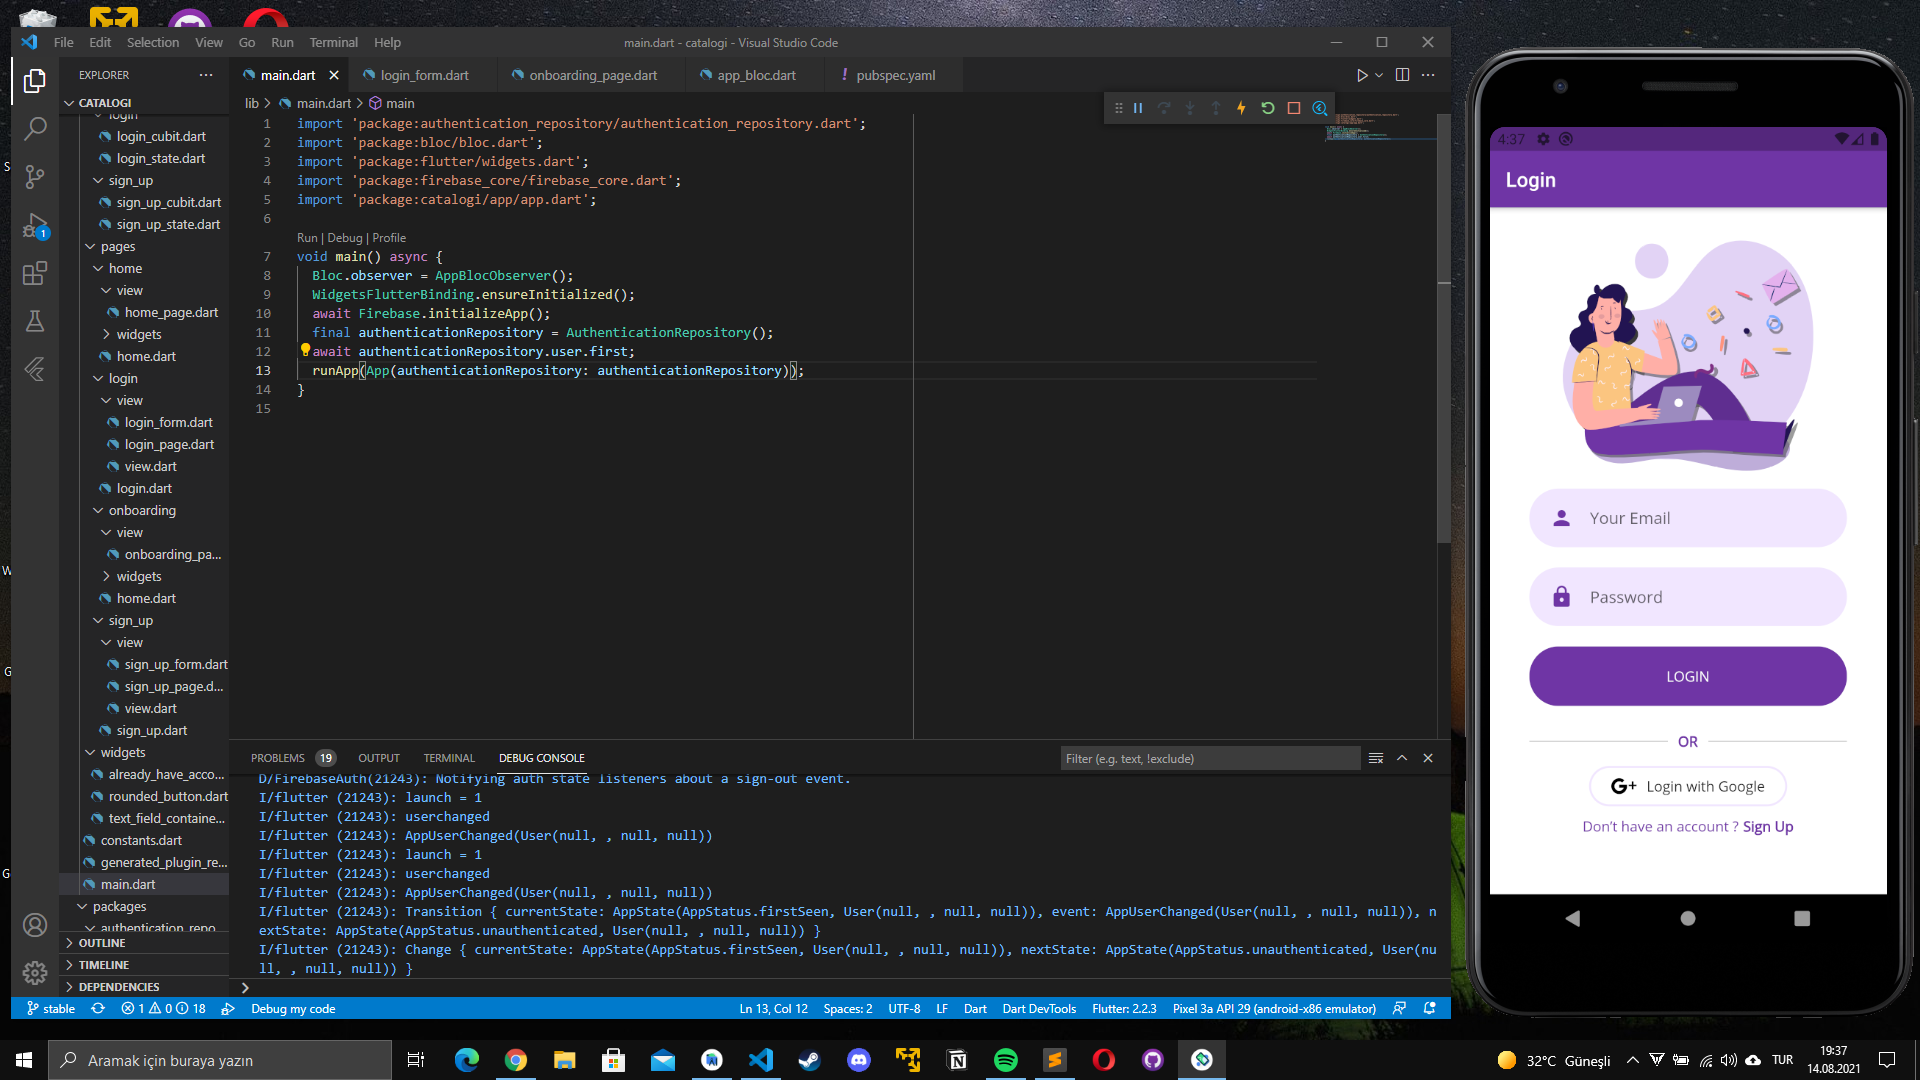 File Edit Selection View Go Run Terminal Help
main.dart - catalogi - Visual Studio Code
EXPLORER
CATALOGI
login
login_cubit.dart
login_state.dart
sign_up
sign_up_cubit.dart
sign_up_state.dart
pages
home
view
home_page.dart
widgets
home.dart
login
view
login_form.dart
login_page.dart
view.dart
login.dart
onboarding
view
onboarding_pa...
widgets
home.dart
sign_up
view
sign_up_form.dart
sign_up_page.d...
view.dart
sign_up.dart
widgets
already_have_acco...
rounded_button.dart
text_field_containe...
constants.dart
generated_plugin_re...
main.dart
packages
authentication_repo
OUTLINE
TIMELINE
DEPENDENCIES
1
main.dart login_form.dart onboarding_page.dart app_bloc.dart ! pubspec.yaml
lib > main.dart > main
1 import 'package:authentication_repository/authentication_repository.dart';
2 import 'package:bloc/bloc.dart';
3 import 'package:flutter/widgets.dart';
4 import 'package:firebase_core/firebase_core.dart';
5 import 'package:catalogi/app/app.dart';
6
Run | Debug | Profile
7 void main() async {
8 Bloc.observer = AppBlocObserver();
9 WidgetsFlutterBinding.ensureInitialized();
10 await Firebase.initializeApp();
11 final authenticationRepository = AuthenticationRepository();
12 await authenticationRepository.user.first;
13 runApp(App(authenticationRepository: authenticationRepository));
14 }
15
PROBLEMS 19 OUTPUT TERMINAL DEBUG CONSOLE
Filter (e.g. text, !exclude)
D/FirebaseAuth(21243): Notifying auth state listeners about a sign-out event.
I/flutter (21243): launch = 1
I/flutter (21243): userchanged
I/flutter (21243): AppUserChanged(User(null, , null, null))
I/flutter (21243): launch = 1
I/flutter (21243): userchanged
I/flutter (21243): AppUserChanged(User(null, , null, null))
I/flutter (21243): Transition { currentState: AppState(AppStatus.firstSeen, User(null, , null, null)), event: AppUserChanged(User(null, , null, null)), n
extState: AppState(AppStatus.unauthenticated, User(null, , null, null)) }
I/flutter (21243): Change { currentState: AppState(AppStatus.firstSeen, User(null, , null, null)), nextState: AppState(AppStatus.unauthenticated, User(nu
ll, , null, null)) }
stable 1 0 18 Debug my code
Ln 13, Col 12 Spaces: 2 UTF-8 LF Dart Dart DevTools Flutter: 2.2.3 Pixel 3a API 29 (android-x86 emulator)
4:37
Login
Your Email
Password
LOGIN
OR
G+ Login with Google
Don't have an account ? Sign Up
Aramak için buraya yazın
32°C Güneşli
TUR
19:37
14.08.2021